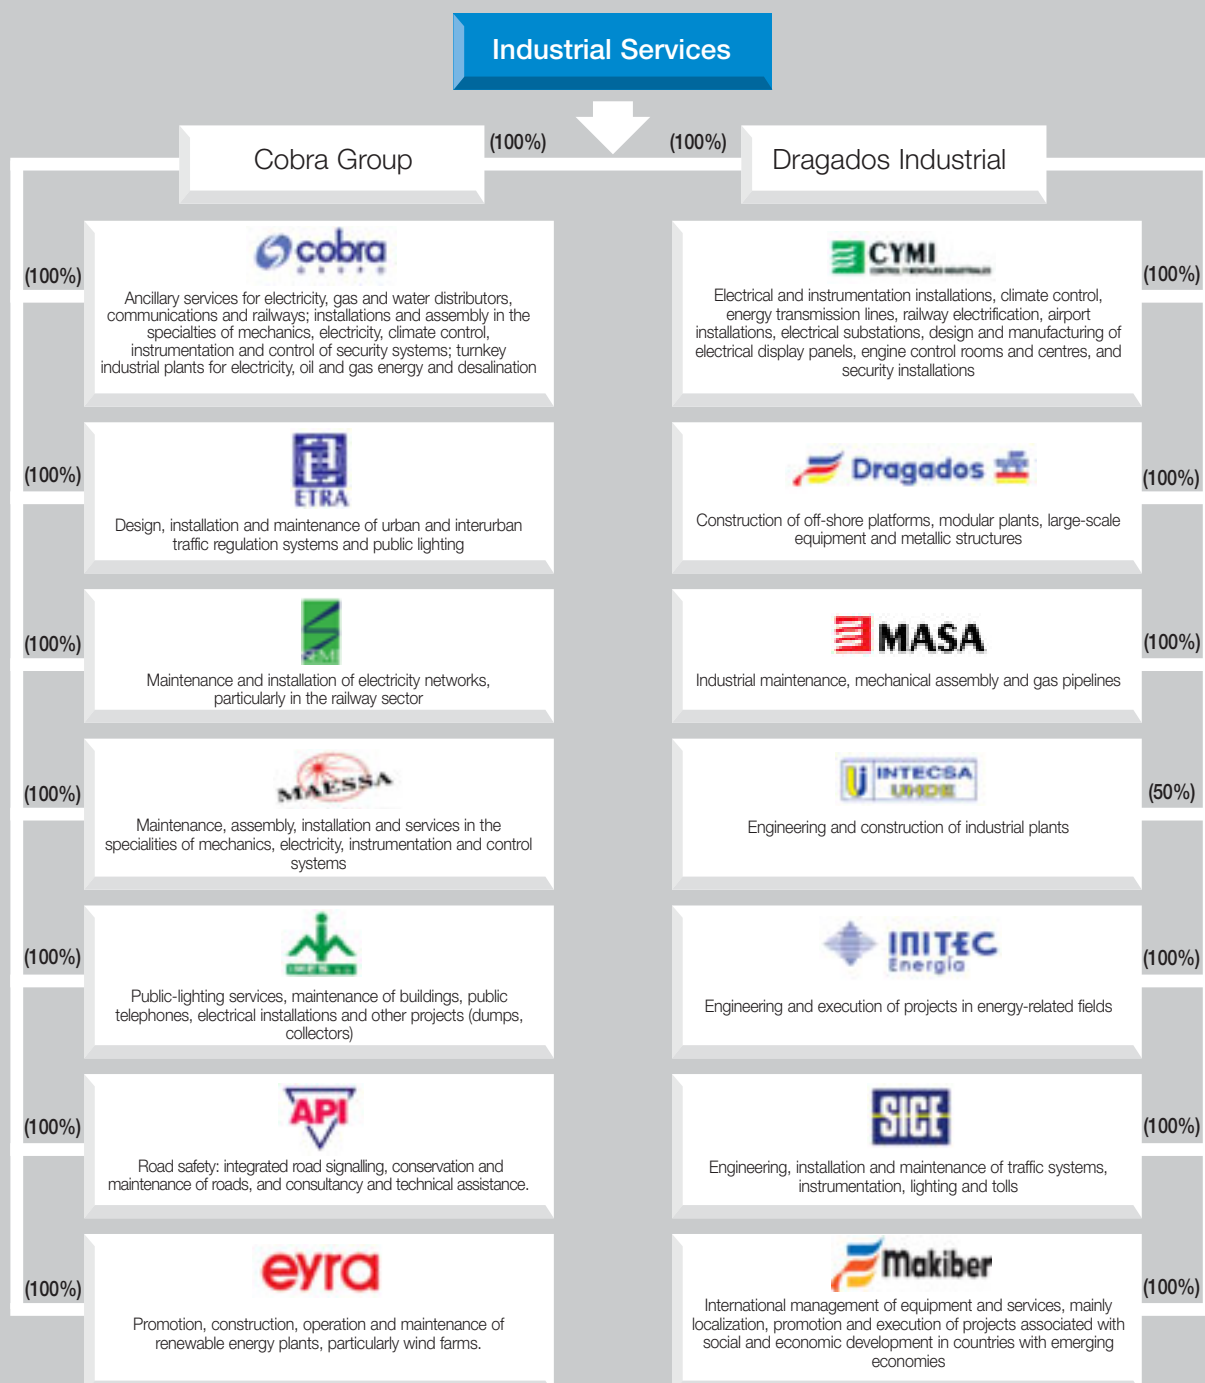 Industrial Services
(100%)
(100%)
Cobra Group
Dragados Industrial
(100%)
cobra
GRUPO
Ancillary services for electricity, gas and water distributors,
communications and railways; installations and assembly in the
specialties of mechanics, electricity, climate control,
instrumentation and control of security systems; turnkey
industrial plants for electricity, oil and gas energy and desalination
(100%)
ETRA
Design, installation and maintenance of urban and interurban
traffic regulation systems and public lighting
(100%)
Maintenance and installation of electricity networks,
particularly in the railway sector
(100%)
MAESSA
Maintenance, assembly, installation and services in the
specialities of mechanics, electricity, instrumentation and control
systems
(100%)
Public-lighting services, maintenance of buildings, public
telephones, electrical installations and other projects (dumps,
collectors)
(100%)
API
Road safety: integrated road signalling, conservation and
maintenance of roads, and consultancy and technical assistance.
(100%)
eyra
Promotion, construction, operation and maintenance of
renewable energy plants, particularly wind farms.
CYMI
CONTROL Y MONTAJES INDUSTRIALES
(100%)
Electrical and instrumentation installations, climate control,
energy transmission lines, railway electrification, airport
installations, electrical substations, design and manufacturing of
electrical display panels, engine control rooms and centres, and
security installations
Dragados
(100%)
Construction of off-shore platforms, modular plants, large-scale
equipment and metallic structures
MASA
(100%)
Industrial maintenance, mechanical assembly and gas pipelines
INTECSA
UHDE
(50%)
Engineering and construction of industrial plants
INITEC
Energía
(100%)
Engineering and execution of projects in energy-related fields
SICE
(100%)
Engineering, installation and maintenance of traffic systems,
instrumentation, lighting and tolls
Makiber
(100%)
International management of equipment and services, mainly
localization, promotion and execution of projects associated with
social and economic development in countries with emerging
economies